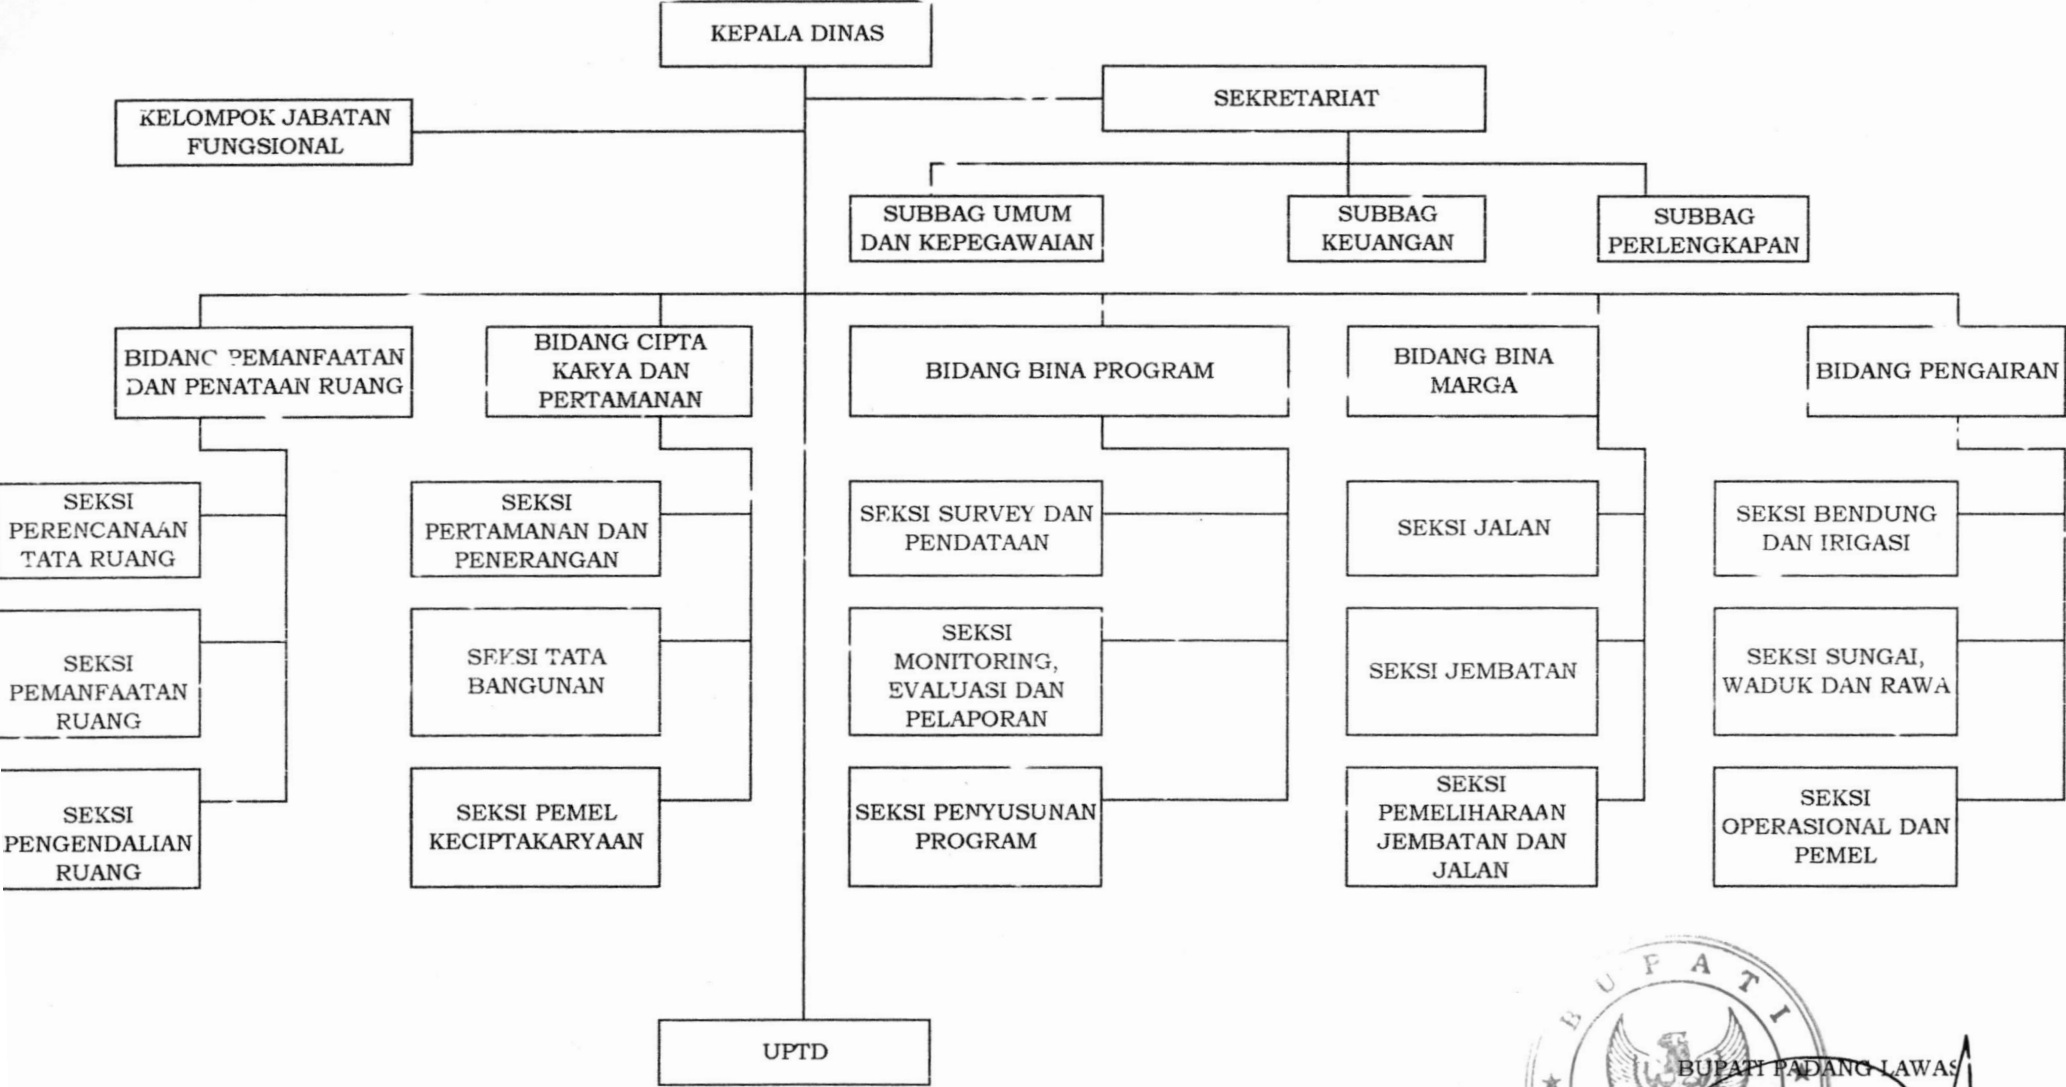 KEPALA DINAS
SEKRETARIAT
KELOMPOK JABATAN
FUNGSIONAL
SUBBAG UMUM
DAN KEPEGAWAIAN
SUBBAG
KEUANGAN
SUBBAG
PERLENGKAPAN
BIDANG PEMANFAATAN
DAN PENATAAN RUANG
BIDANG CIPTA
KARYA DAN
PERTAMANAN
BIDANG BINA PROGRAM
BIDANG BINA
MARGA
BIDANG PENGAIRAN
SEKSI
PERENCANAAN
TATA RUANG
SEKSI
PERTAMANAN DAN
PENERANGAN
SEKSI SURVEY DAN
PENDATAAN
SEKSI JALAN
SEKSI BENDUNG
DAN IRIGASI
SEKSI
PEMANFAATAN
RUANG
SEKSI TATA
BANGUNAN
SEKSI
MONITORING,
EVALUASI DAN
PELAPORAN
SEKSI JEMBATAN
SEKSI SUNGAI,
WADUK DAN RAWA
SEKSI
PENGENDALIAN
RUANG
SEKSI PEMEL
KECIPTAKARYAAN
SEKSI PENYUSUNAN
PROGRAM
SEKSI
PEMELIHARAAN
JEMBATAN DAN
JALAN
SEKSI
OPERASIONAL DAN
PEMEL
UPTD
BUPATI
BUPATI PADANG LAWAS